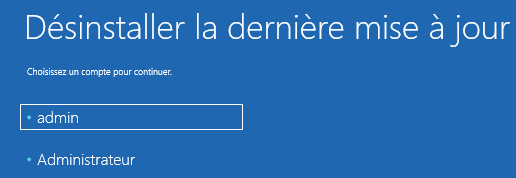 Désinstaller la dernière mise à jour
Choisissez un compte pour continuer.
admin
Administrateur